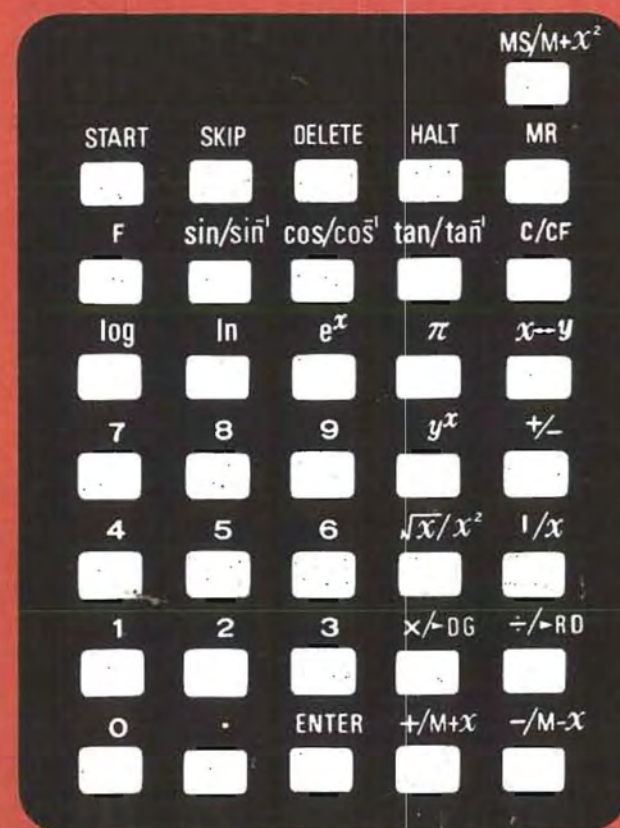 MS/M+x²
START SKIP DELETE HALT MR
F sin/sin⁻¹ cos/cos⁻¹ tan/tan⁻¹ C/CF
log ln eˣ π x↔y
7 8 9 yˣ +/−
4 5 6 √x/x² 1/x
1 2 3 ×/►DG ÷/►RD
0 . ENTER +/M+x −/M-x